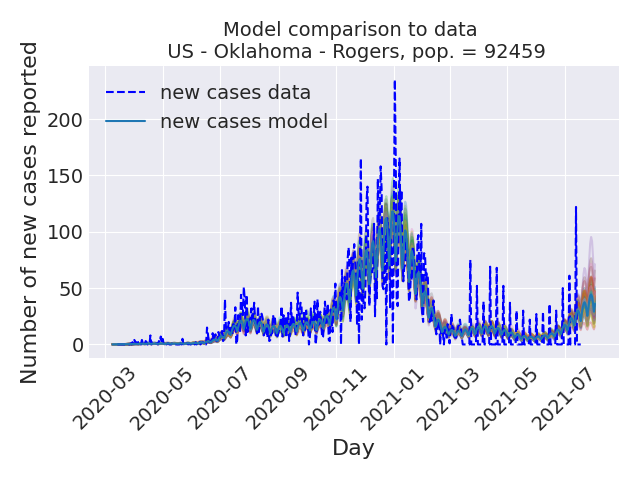 Model comparison to data
US - Oklahoma - Rogers, pop. = 92459
Number of new cases reported
new cases data
new cases model
200
150
100
50
0
2020-03
2020-05
2020-07
2020-09
2020-11
2021-01
2021-03
2021-05
2021-07
Day